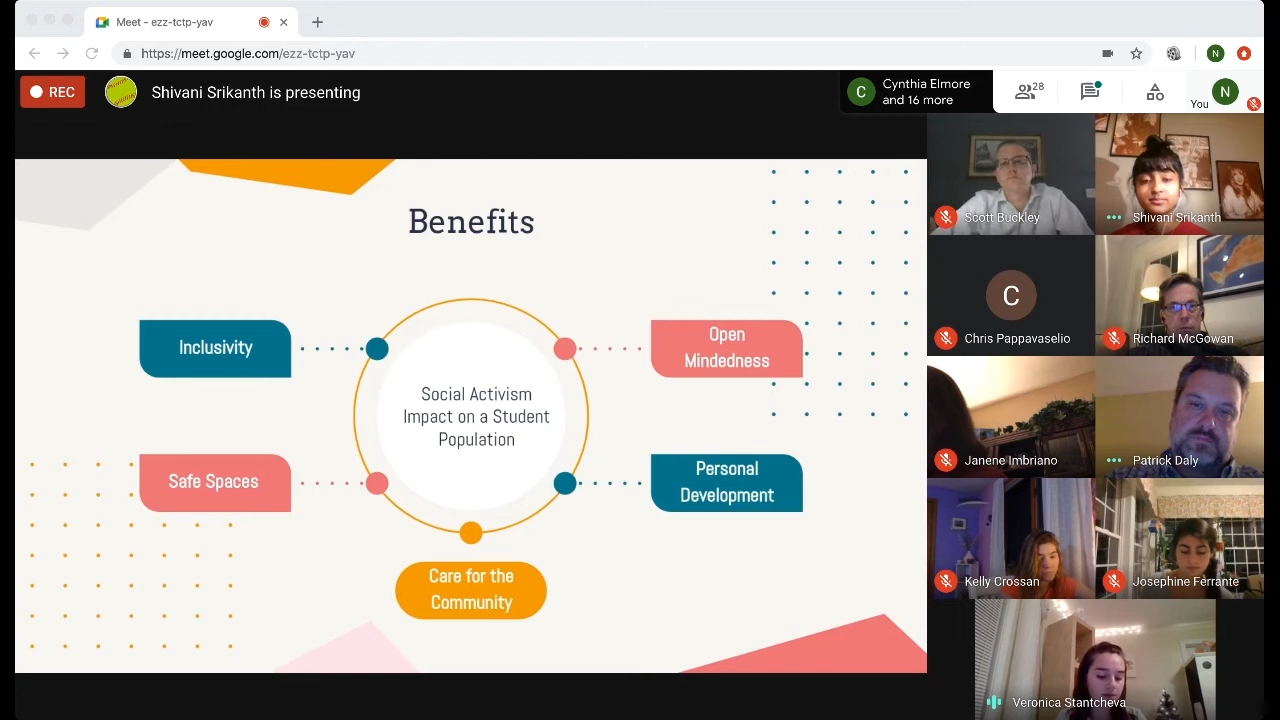 Meet - ezz-tctp-yav
https://meet.google.com/ezz-tctp-yav
N
REC
Shivani Srikanth is presenting
C
Cynthia Elmore
and 16 more
28
You
N
Benefits
Inclusivity
Open
Mindedness
Social Activism
Impact on a Student
Population
Safe Spaces
Personal
Development
Care for the
Community
Scott Buckley
Shivani Srikanth
C
Chris Pappavaselio
Richard McGowan
Janene Imbriano
Patrick Daly
Kelly Crossan
Josephine Ferrante
Veronica Stantcheva